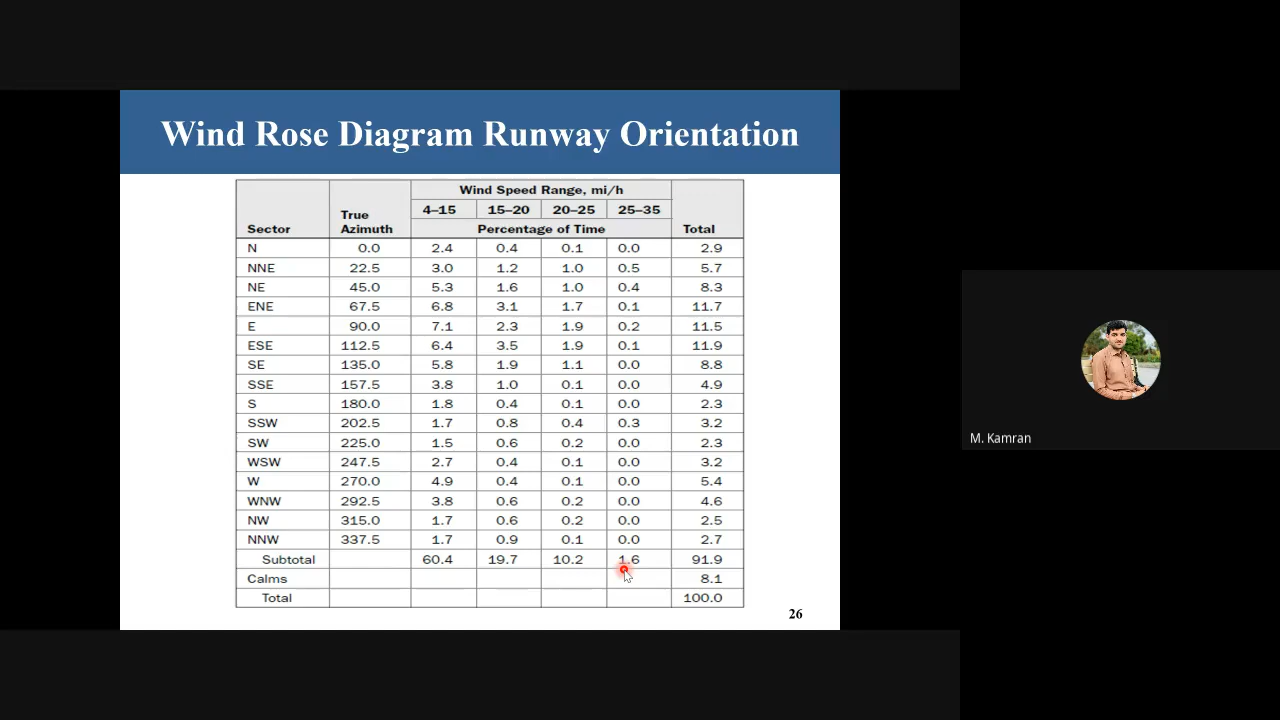 Wind Rose Diagram Runway Orientation
Wind Speed Range, mi/h
True 4–15 15–20 20–25 25–35
Sector Azimuth Percentage of Time Total
N 0.0 2.4 0.4 0.1 0.0 2.9
NNE 22.5 3.0 1.2 1.0 0.5 5.7
NE 45.0 5.3 1.6 1.0 0.4 8.3
ENE 67.5 6.8 3.1 1.7 0.1 11.7
E 90.0 7.1 2.3 1.9 0.2 11.5
ESE 112.5 6.4 3.5 1.9 0.1 11.9
SE 135.0 5.8 1.9 1.1 0.0 8.8
SSE 157.5 3.8 1.0 0.1 0.0 4.9
S 180.0 1.8 0.4 0.1 0.0 2.3
SSW 202.5 1.7 0.8 0.4 0.3 3.2
SW 225.0 1.5 0.6 0.2 0.0 2.3
WSW 247.5 2.7 0.4 0.1 0.0 3.2
W 270.0 4.9 0.4 0.1 0.0 5.4
WNW 292.5 3.8 0.6 0.2 0.0 4.6
NW 315.0 1.7 0.6 0.2 0.0 2.5
NNW 337.5 1.7 0.9 0.1 0.0 2.7
Subtotal 60.4 19.7 10.2 1.6 91.9
Calms 8.1
Total 100.0
26
M. Kamran